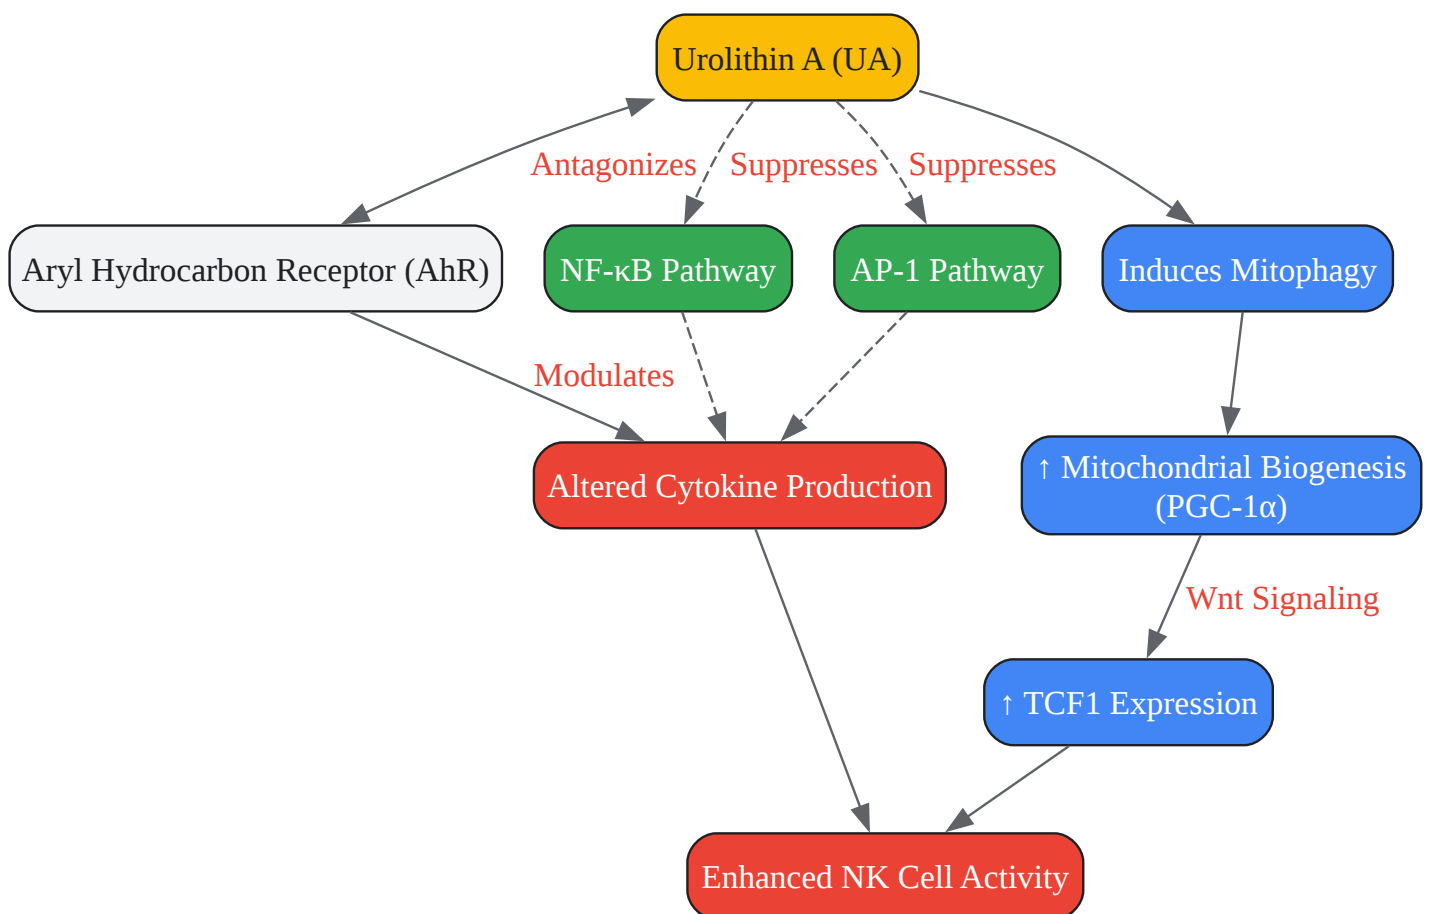 Urolithin A (UA)
Antagonizes
Suppresses
Suppresses
Aryl Hydrocarbon Receptor (AhR)
NF-κB Pathway
AP-1 Pathway
Induces Mitophagy
Modulates
Altered Cytokine Production
↑ Mitochondrial Biogenesis
(PGC-1α)
Wnt Signaling
↑ TCF1 Expression
Enhanced NK Cell Activity